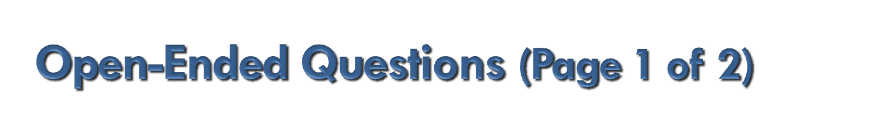 Open-Ended Questions (Page 1 of 2)